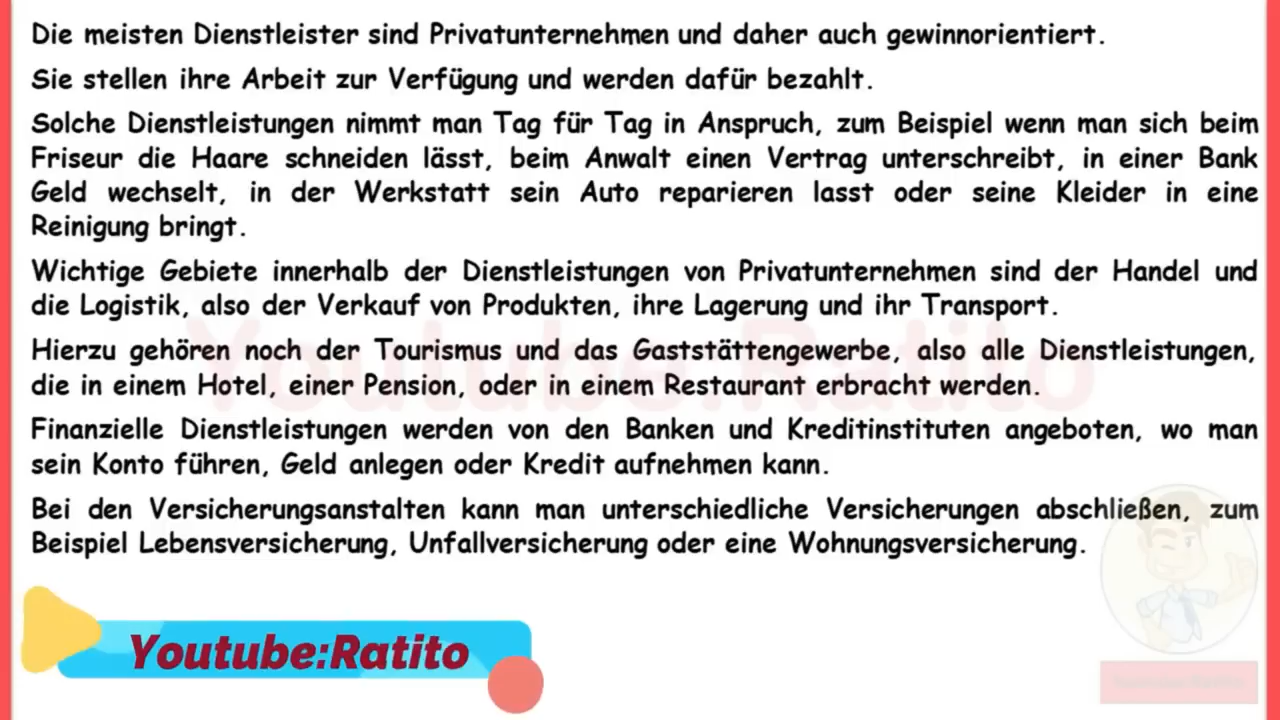 Die meisten Dienstleister sind Privatunternehmen und daher auch gewinnorientiert.
Sie stellen ihre Arbeit zur Verfügung und werden dafür bezahlt.
Solche Dienstleistungen nimmt man Tag für Tag in Anspruch, zum Beispiel wenn man sich beim
Friseur die Haare schneiden lässt, beim Anwalt einen Vertrag unterschreibt, in einer Bank
Geld wechselt, in der Werkstatt sein Auto reparieren lasst oder seine Kleider in eine
Reinigung bringt.
Wichtige Gebiete innerhalb der Dienstleistungen von Privatunternehmen sind der Handel und
die Logistik, also der Verkauf von Produkten, ihre Lagerung und ihr Transport.
Hierzu gehören noch der Tourismus und das Gaststättengewerbe, also alle Dienstleistungen,
die in einem Hotel, einer Pension, oder in einem Restaurant erbracht werden.
Youtube:Ratito
Finanzielle Dienstleistungen werden von den Banken und Kreditinstituten angeboten, wo man
sein Konto führen, Geld anlegen oder Kredit aufnehmen kann.
Bei den Versicherungsanstalten kann man unterschiedliche Versicherungen abschließen, zum
Beispiel Lebensversicherung, Unfallversicherung oder eine Wohnungsversicherung.
Youtube:Ratito